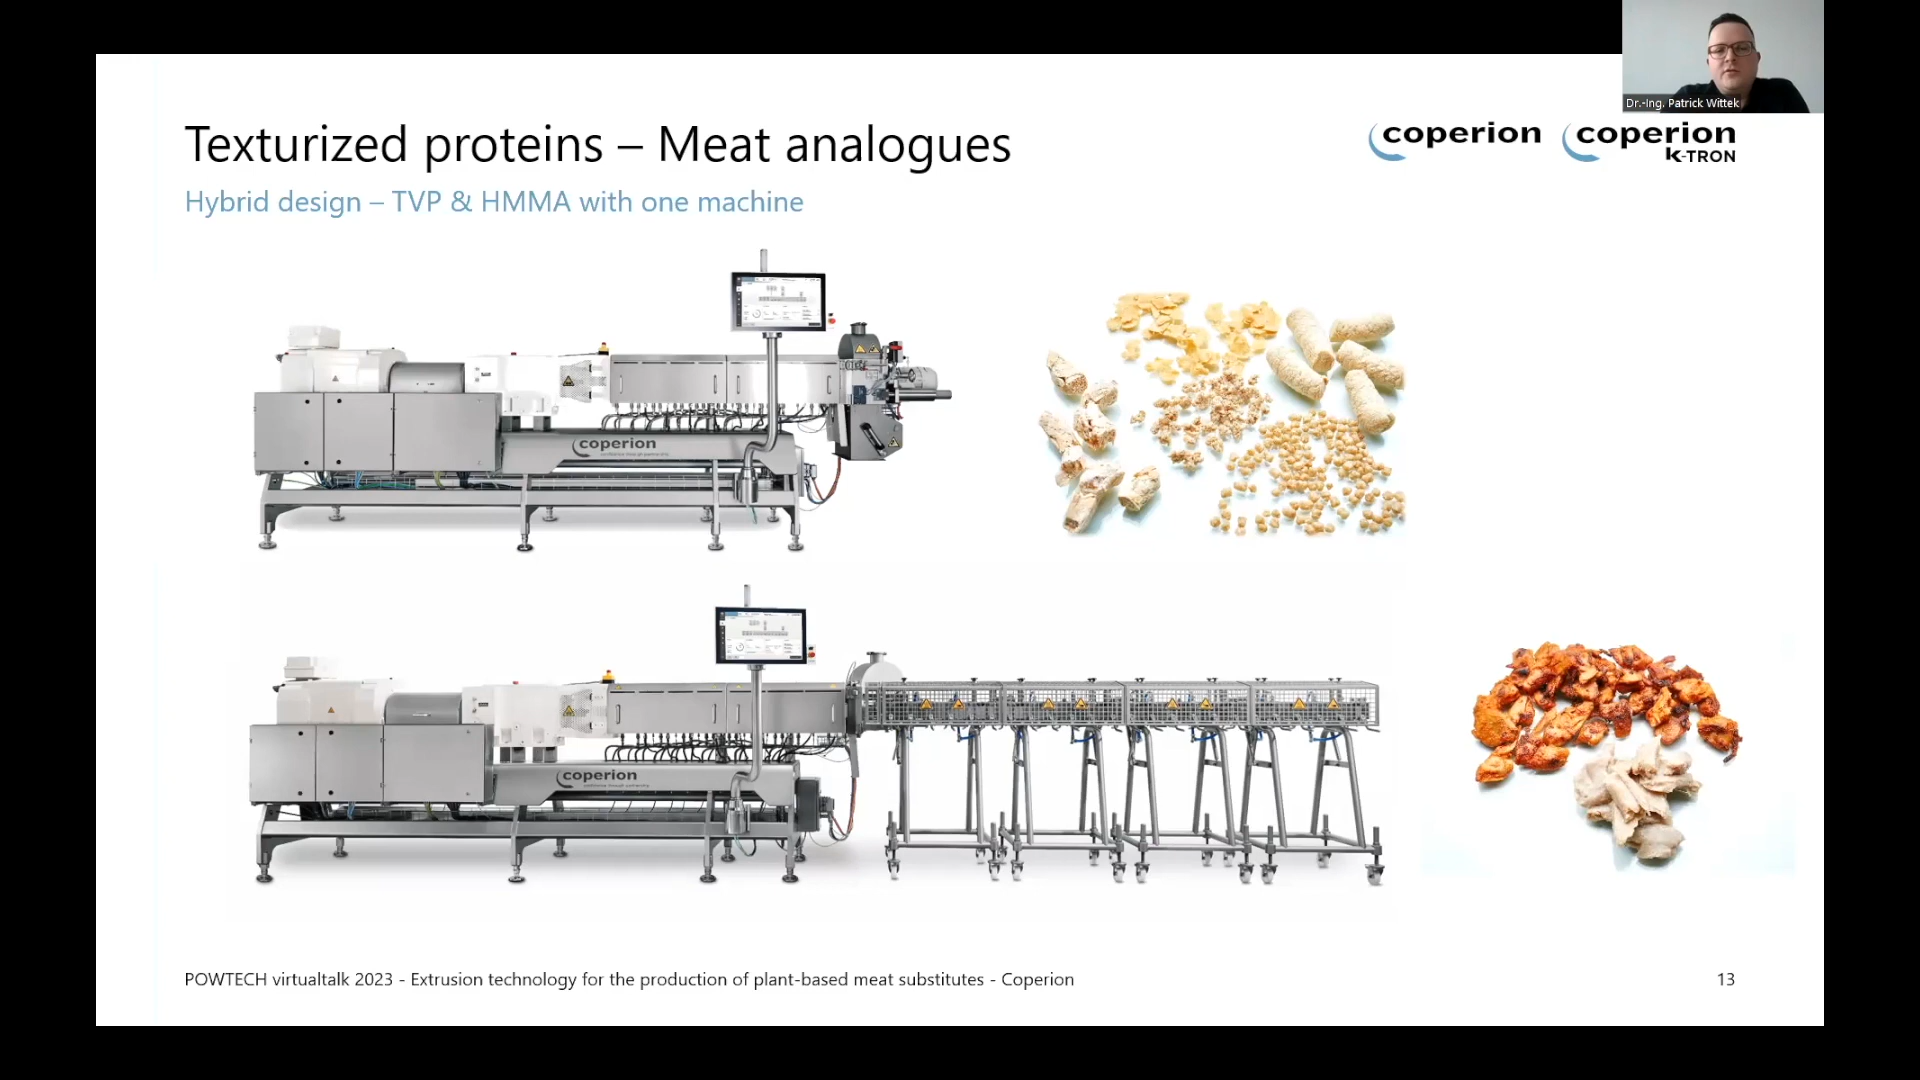 Dr.-Ing. Patrick Wittek
Texturized proteins – Meat analogues
coperion
coperion
K-TRON
Hybrid design – TVP & HMMA with one machine
coperion
coperion
POWTECH virtualtalk 2023 - Extrusion technology for the production of plant-based meat substitutes - Coperion
13